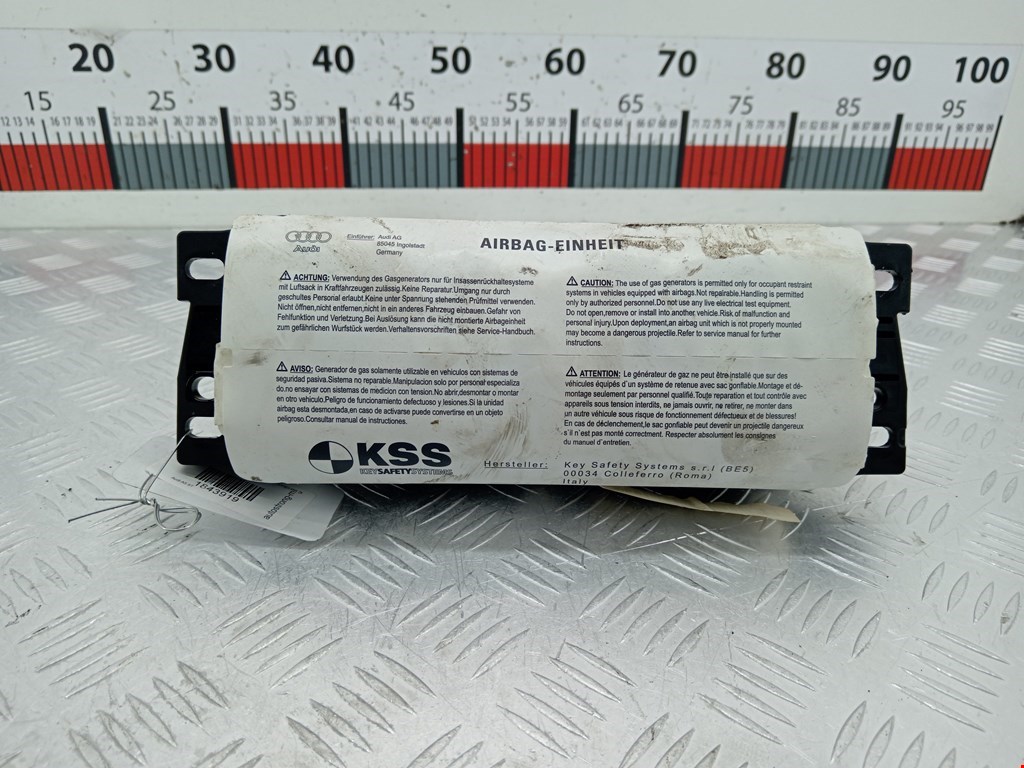 20 30 40 50 60 70 80 90 100
15 25 35 45 55 65 75 85 95
Audi
Einführer: Audi AG
85045 Ingolstadt
Germany
AIRBAG-EINHEIT
ACHTUNG: Verwendung des Gasgenerators nur für Insassenrückhaltesysteme
mit Luftsack in Kraftfahrzeugen zulässig.Keine Reparatur.Umgang nur durch
geschultes Personal erlaubt.Keine unter Spannung stehenden Prüfmittel verwenden.
Nicht öffnen,nicht entfernen,nicht in ein anderes Fahrzeug einbauen.Gefahr von
Fehlfunktion und Verletzung.Bei Auslösung kann die nicht montierte Airbageinheit
zum gefährlichen Wurfstück werden.Verhaltensvorschriften siehe Service-Handbuch.
CAUTION: The use of gas generators is permitted only for occupant restraint
systems in vehicles equipped with airbags.Not repairable.Handling is permitted
only by authorized personnel.Do not use any live electrical test equipment.
Do not open,remove or install into another vehicle.Risk of malfunction and
personal injury.Upon deployment,an airbag unit which is not properly mounted
may become a dangerous projectile.Refer to service manual for further
instructions.
AVISO: Generador de gas solamente utilizable en vehiculos con sistemas de
seguridad pasiva.Sistema no reparable.Manipulacion solo por personal especializa
do.no ensayar con sistemas de medicion con tension.No abrir,desmontar o montar
en otro vehiculo.Peligro de funcionamiento defectuoso y lesiones.Si la unidad
airbag esta desmontada,en caso de activarse puede convertirse en un objeto
peligroso.Consultar manual de instrucciones.
ATTENTION: Le générateur de gaz ne peut être installé que sur des
véhicules équipés d'un système de retenue avec sac gonfiable.Montage et dé-
montage seulement par personnel qualifié.Toute réparation et tout contrôle avec
appareils sous tension interdits, ne jamais ouvrir, ne retirer, ne monter dans
un autre véhicule sous risque de fonctionnement défectueux et de blessures!
En cas de déclenchement,le sac gonfiable peut devenir un projectile dangereux
s'il n'est pas monté correctment. Respecter absolument les consignes
du manuel d'entretien.
KSS
KEYSAFETYSYSTEMS
Hersteller: Key Safety Systems s.r.l (BE5)
00034 Colleferro (Roma)
Italy
1843919